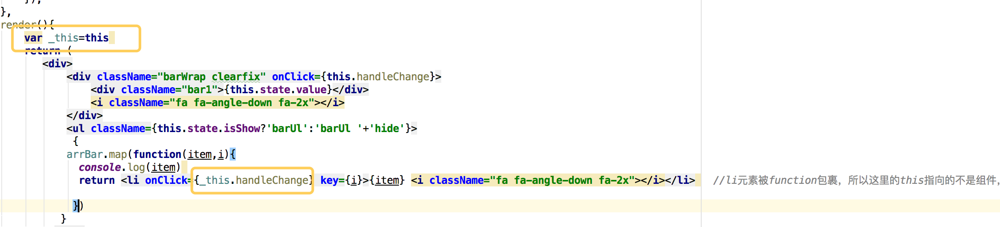 });
},
render(){
var _this=this
return (
<div>
<div className="barWrap clearfix" onClick={this.handleChange}>
<div className="bar1">{this.state.value}</div>
<i className="fa fa-angle-down fa-2x"></i>
</div>
<ul className={this.state.isShow?'barUl':'barUl '+'hide'}>
{
arrBar.map(function(item,i){
console.log(item)
return <li onClick={_this.handleChange} key={i}>{item} <i className="fa fa-angle-down fa-2x"></i></li> //li元素被function包裹，所以这里的this指向的不是组件，
})
}